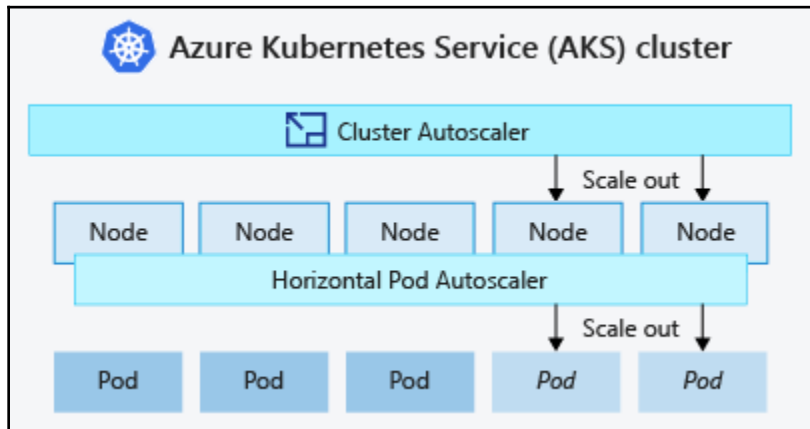 Azure Kubernetes Service (AKS) cluster
Cluster Autoscaler
Scale out
Node Node Node Node Node
Horizontal Pod Autoscaler
Scale out
Pod Pod Pod Pod Pod